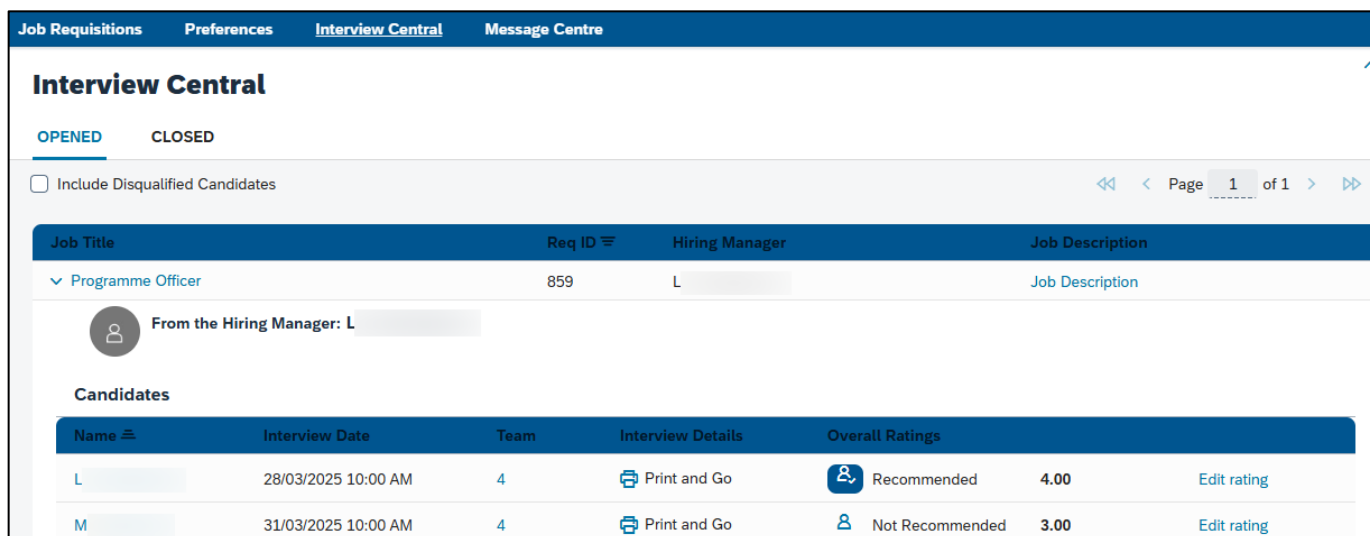 Job Requisitions Preferences Interview Central Message Centre
Interview Central
OPENED CLOSED
Include Disqualified Candidates Page 1 of 1
Job Title Req ID Hiring Manager Job Description
Programme Officer 859 L Job Description
From the Hiring Manager: L
Candidates
Name Interview Date Team Interview Details Overall Ratings
L 28/03/2025 10:00 AM 4 Print and Go Recommended 4.00 Edit rating
M 31/03/2025 10:00 AM 4 Print and Go Not Recommended 3.00 Edit rating